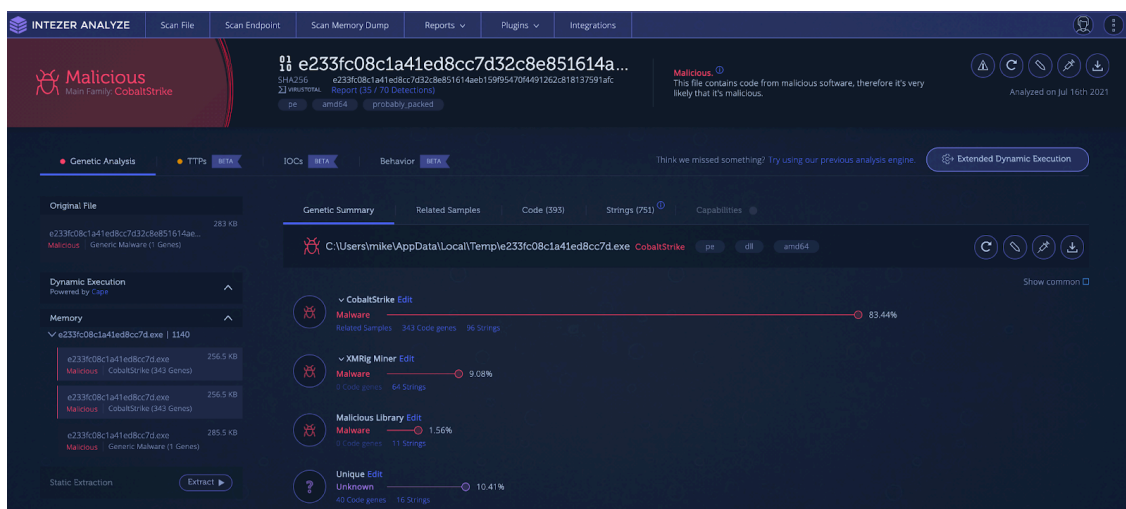 INTEZER ANALYZE
Scan File
Scan Endpoint
Scan Memory Dump
Reports
Plugins
Integrations
Malicious
Main Family: CobaltStrike
e233fc08c1a41ed8cc7d32c8e851614a...
SHA256 e233fc08c1a41ed8cc7d32c8e851614aeb159f95470f4491262c818137591afc
VIRUSTOTAL Report (35 / 70 Detections)
pe amd64 probably_packed
Malicious.
This file contains code from malicious software, therefore it's very
likely that it's malicious.
Analyzed on Jul 16th 2021
Genetic Analysis
TTPs BETA
IOCs BETA
Behavior BETA
Think we missed something? Try using our previous analysis engine.
Extended Dynamic Execution
Original File
283 KB
e233fc08c1a41ed8cc7d32c8e851614ae...
Malicious Generic Malware (1 Genes)
Dynamic Execution
Powered by Cape
Memory
e233fc08c1a41ed8cc7d.exe | 1140
e233fc08c1a41ed8cc7d.exe 256.5 KB
Malicious CobaltStrike (343 Genes)
e233fc08c1a41ed8cc7d.exe 256.5 KB
Malicious CobaltStrike (343 Genes)
e233fc08c1a41ed8cc7d.exe 285.5 KB
Malicious Generic Malware (1 Genes)
Static Extraction Extract
Genetic Summary
Related Samples
Code (393)
Strings (751)
Capabilities
C:\Users\mike\AppData\Local\Temp\e233fc08c1a41ed8cc7d.exe CobaltStrike pe dll amd64
Show common
CobaltStrike Edit
Malware 83.44%
Related Samples 343 Code genes 96 Strings
XMRig Miner Edit
Malware 9.08%
0 Code genes 64 Strings
Malicious Library Edit
Malware 1.56%
0 Code genes 11 Strings
Unique Edit
Unknown 10.41%
40 Code genes 16 Strings